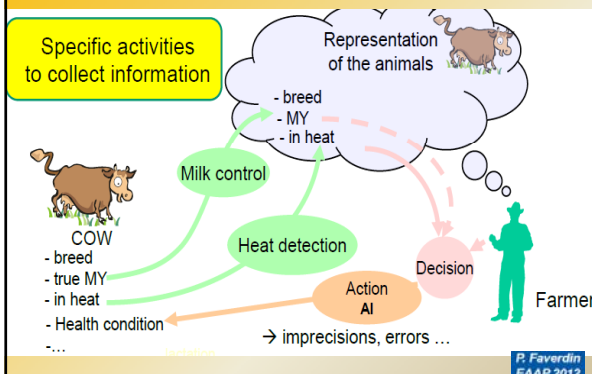 Specific activities
to collect information
Representation
of the animals
- breed
- MY
- in heat
Milk control
Heat detection
COW
- breed
- true MY
- in heat
- Health condition
-...
Decision
Action
AI
Farmer
→ imprecisions, errors ...
P. Faverdin
EAAP 2013